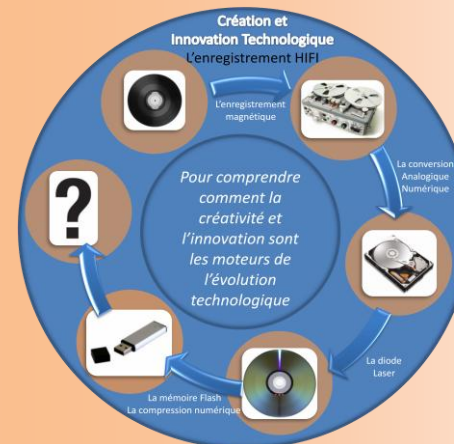 Création et
Innovation Technologique
L'enregistrement HIFI
L'enregistrement
magnétique
La conversion
Analogique
Numérique
Pour comprendre
comment la
créativité et
l'innovation sont
les moteurs de
l'évolution
technologique
?
La diode
Laser
La mémoire Flash
La compression numérique